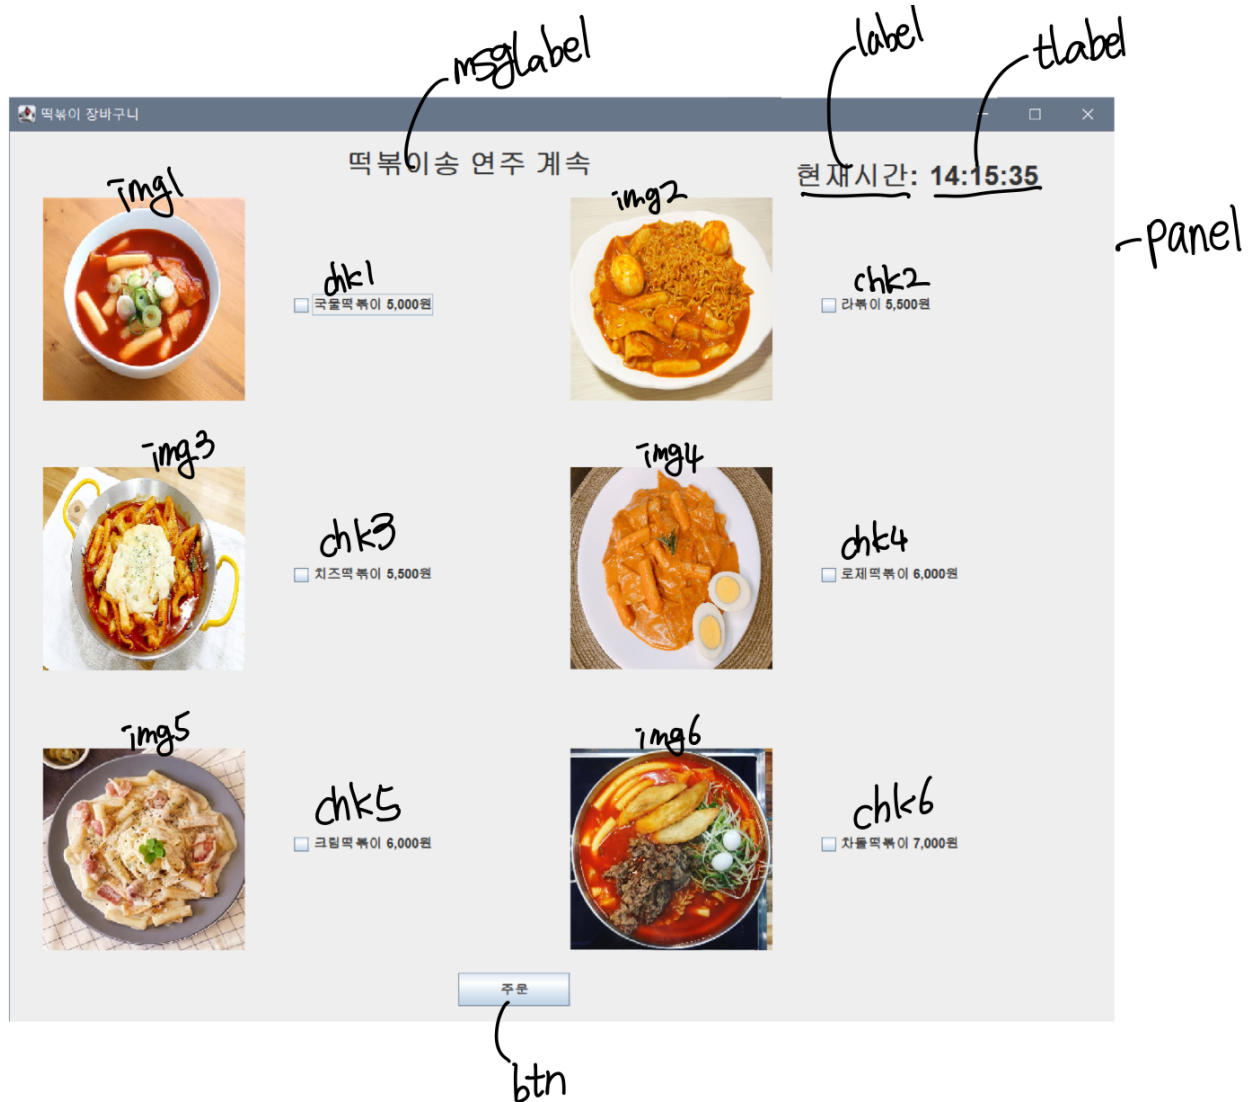 msglabel
label
tlabel
떡볶이 장바구니
떡볶이송 연주 계속
현재시간: 14:15:35
img1
img2
panel
chk1
chk2
국물떡볶이 5,000원
라볶이 5,500원
img3
img4
chk3
chk4
치즈떡볶이 5,500원
로제떡볶이 6,000원
img5
img6
chk5
chk6
크림떡볶이 6,000원
차돌떡볶이 7,000원
주문
btn